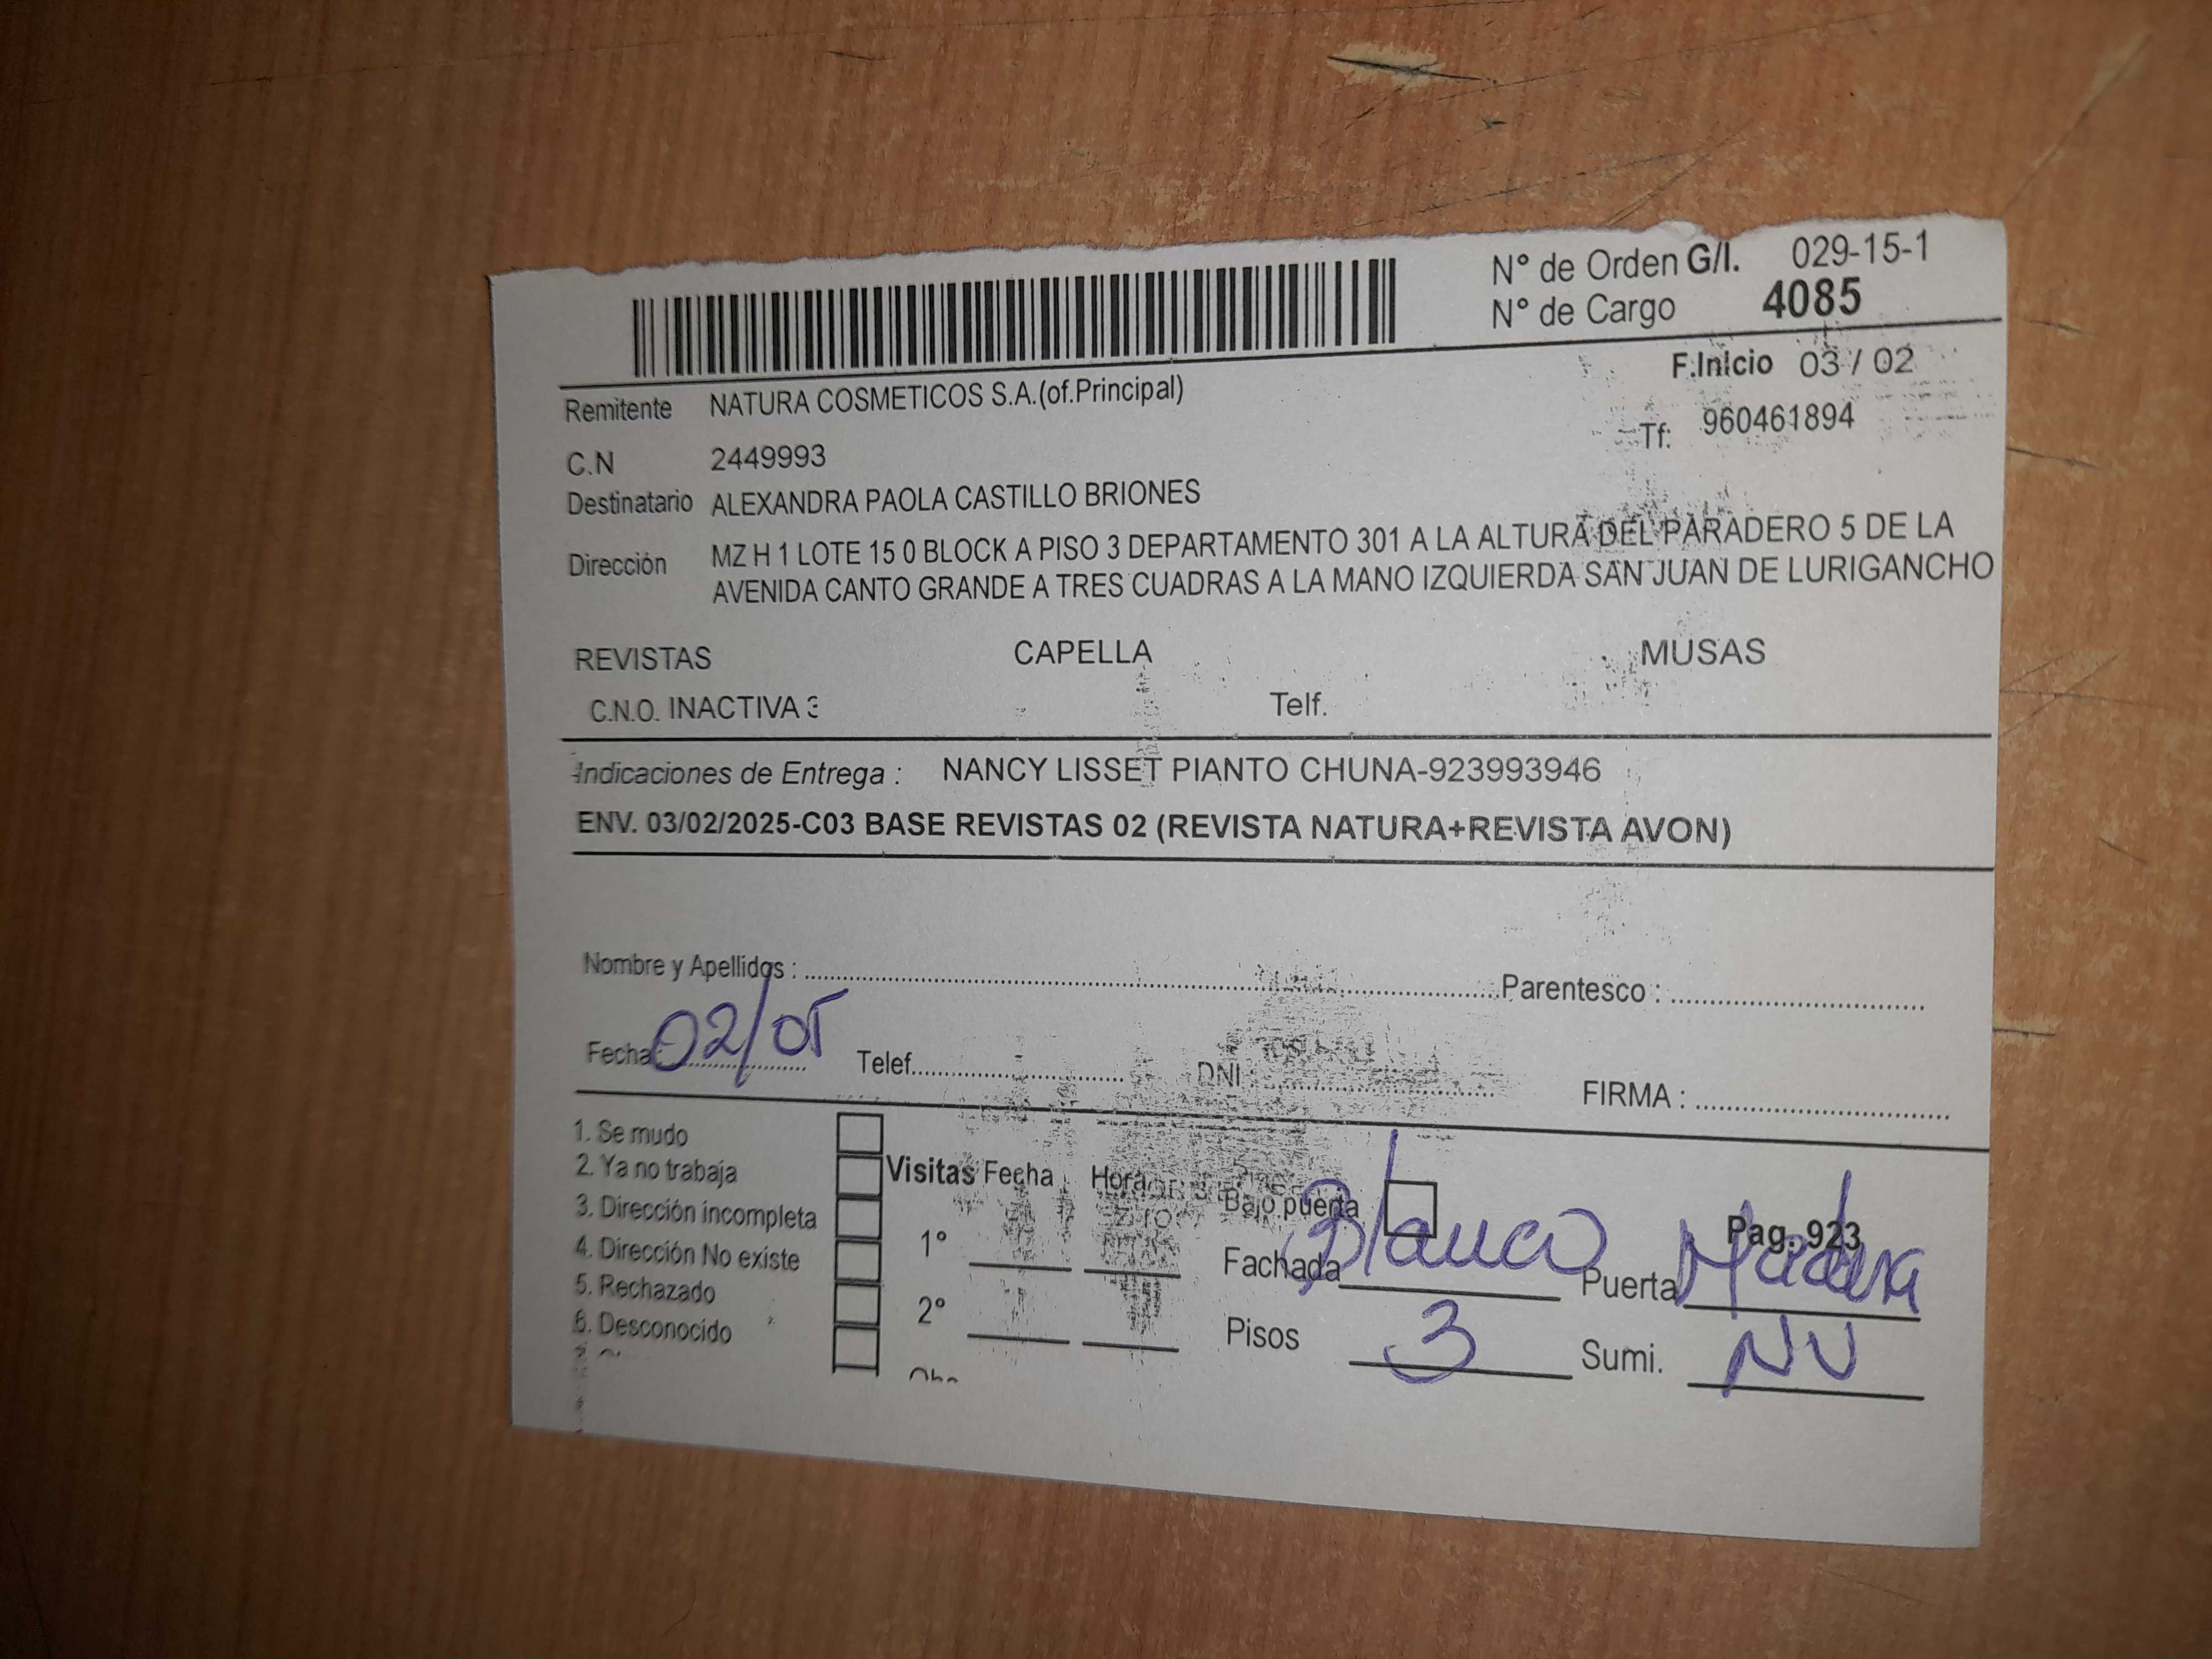 N° de Orden G/I. 029-15-1
N° de Cargo 4085
F.Inicio 03 / 02
Remitente NATURA COSMETICOS S.A.(of.Principal)
Tf: 960461894
C.N 2449993
Destinatario ALEXANDRA PAOLA CASTILLO BRIONES
Dirección MZ H 1 LOTE 15 0 BLOCK A PISO 3 DEPARTAMENTO 301 A LA ALTURA DEL PARADERO 5 DE LA
AVENIDA CANTO GRANDE A TRES CUADRAS A LA MANO IZQUIERDA SAN JUAN DE LURIGANCHO
REVISTAS CAPELLA MUSAS
C.N.O. INACTIVA 3 Telf.
Indicaciones de Entrega : NANCY LISSET PIANTO CHUNA-923993946
ENV. 03/02/2025-C03 BASE REVISTAS 02 (REVISTA NATURA+REVISTA AVON)
Nombre y Apellidos : Parentesco :
Fecha: 02/05 Telef. DNI : FIRMA :
1. Se mudo
2. Ya no trabaja
3. Dirección incompleta
4. Dirección No existe
5. Rechazado
6. Desconocido
Visitas Fecha Hora
1°
2°
Bajo puerta Pag. 923
Fachada Blanco Puerta Madera
Pisos 3 Sumi. NV